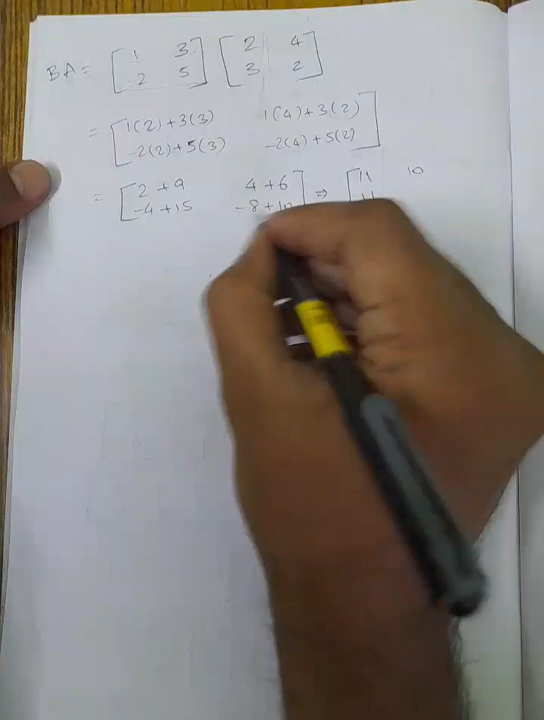 BA = [ 1 3 -2 5 ] [ 2 4 3 2 ]
= [ 1(2)+3(3) 1(4)+3(2)
-2(2)+5(3) -2(4)+5(2) ]
= [ 2+9 4+6 ⇒ [ 11 10
-4+15 -8+10 ] 11